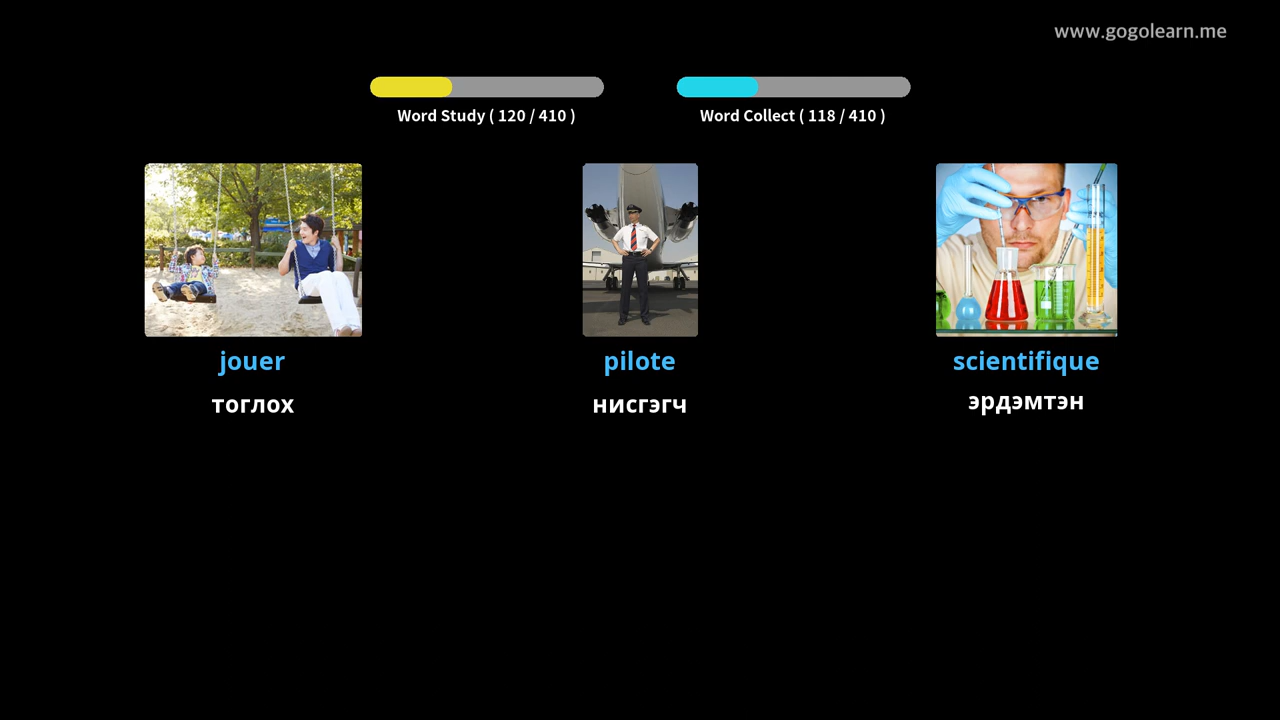 www.gogolearn.me
Word Study ( 120 / 410 )
Word Collect ( 118 / 410 )
jouer
pilote
scientifique
тоглох
нисгэгч
эрдэмтэн